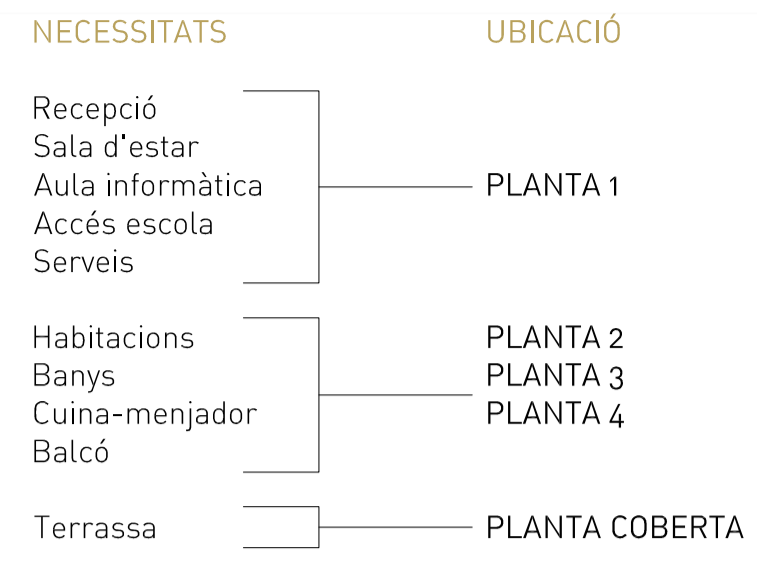 NECESSITATS UBICACIÓ
Recepció
Sala d'estar
Aula informàtica PLANTA 1
Accés escola
Serveis
Habitacions PLANTA 2
Banys PLANTA 3
Cuina-menjador PLANTA 4
Balcó
Terrassa PLANTA COBERTA